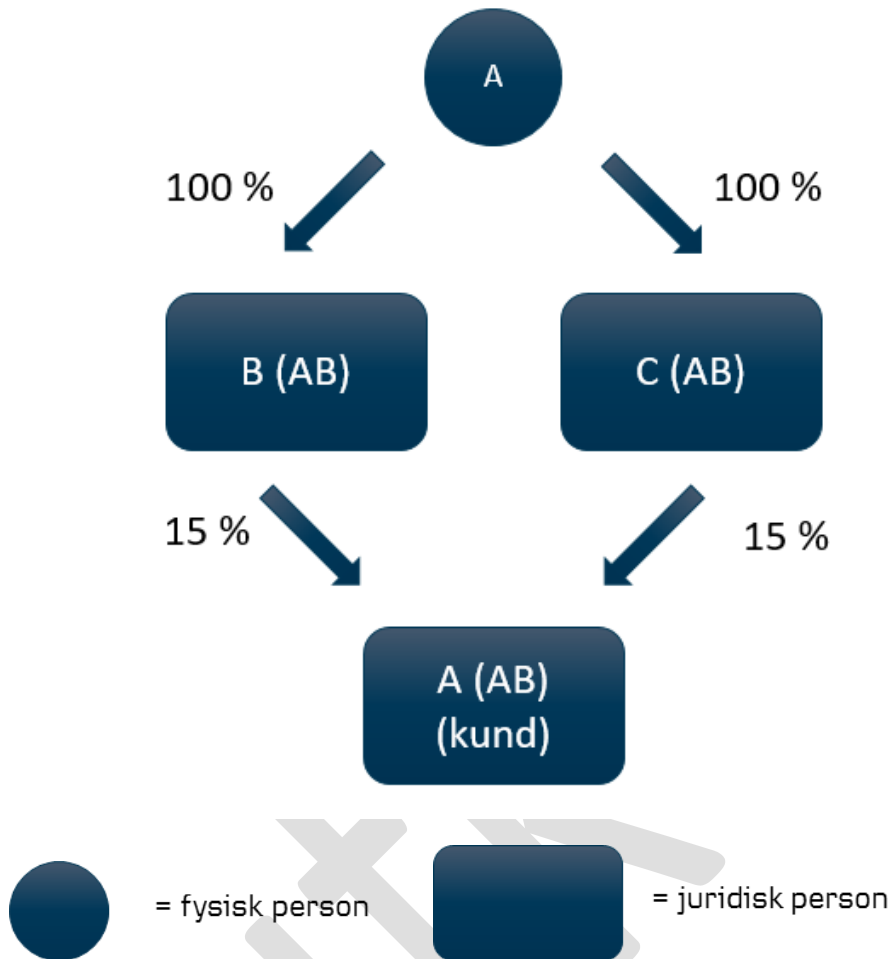 A
100 %
100 %
B (AB)
C (AB)
15 %
15 %
A (AB)
(kund)
= fysisk person
= juridisk person